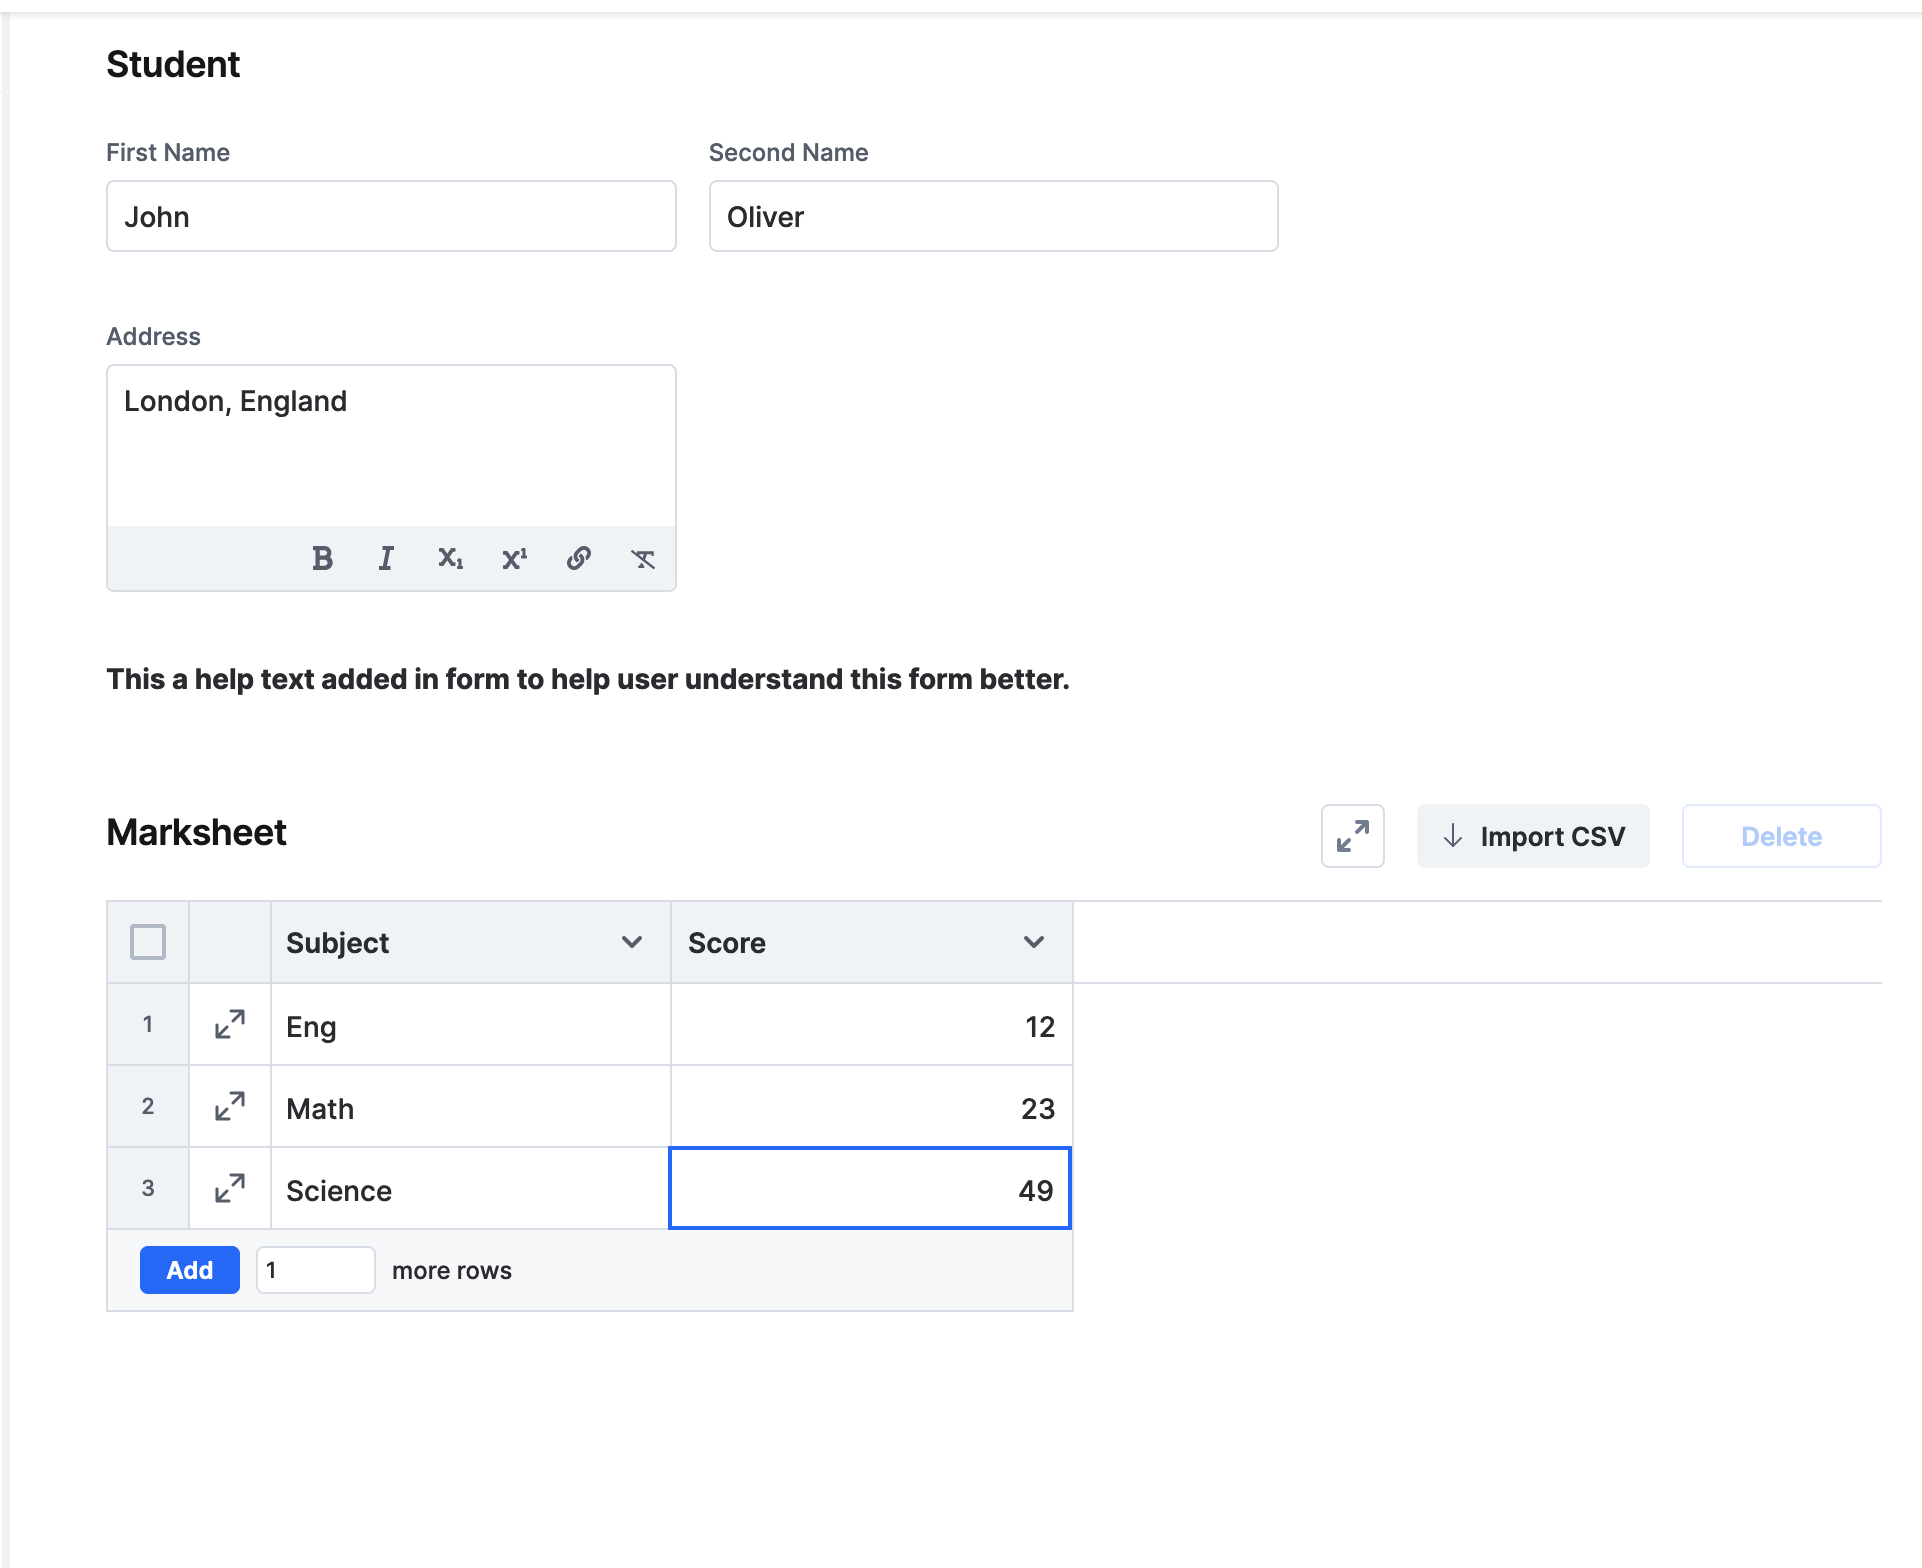 Student
First Name Second Name
John Oliver
Address
London, England
B I X₁ X¹
This a help text added in form to help user understand this form better.
Marksheet Import CSV Delete
Subject Score
1 Eng 12
2 Math 23
3 Science 49
Add 1 more rows